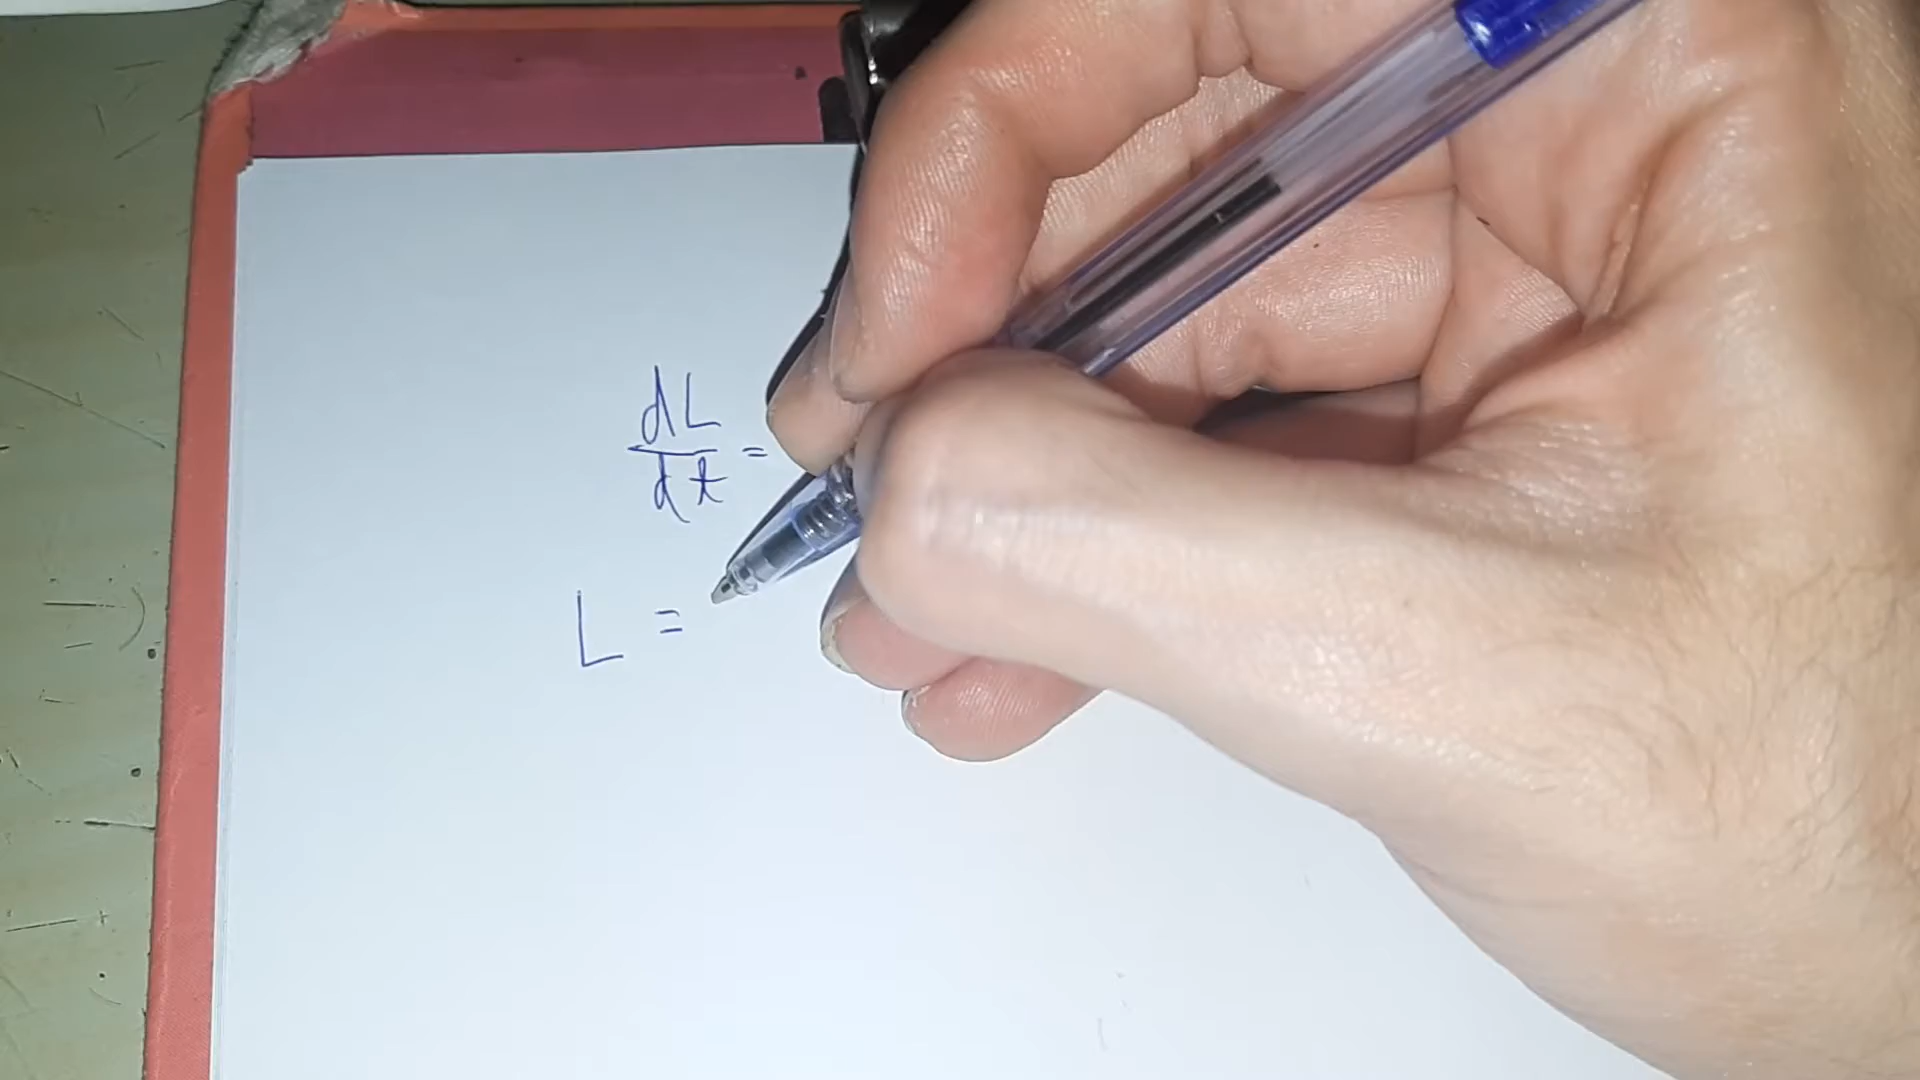 dL/dt =
L =